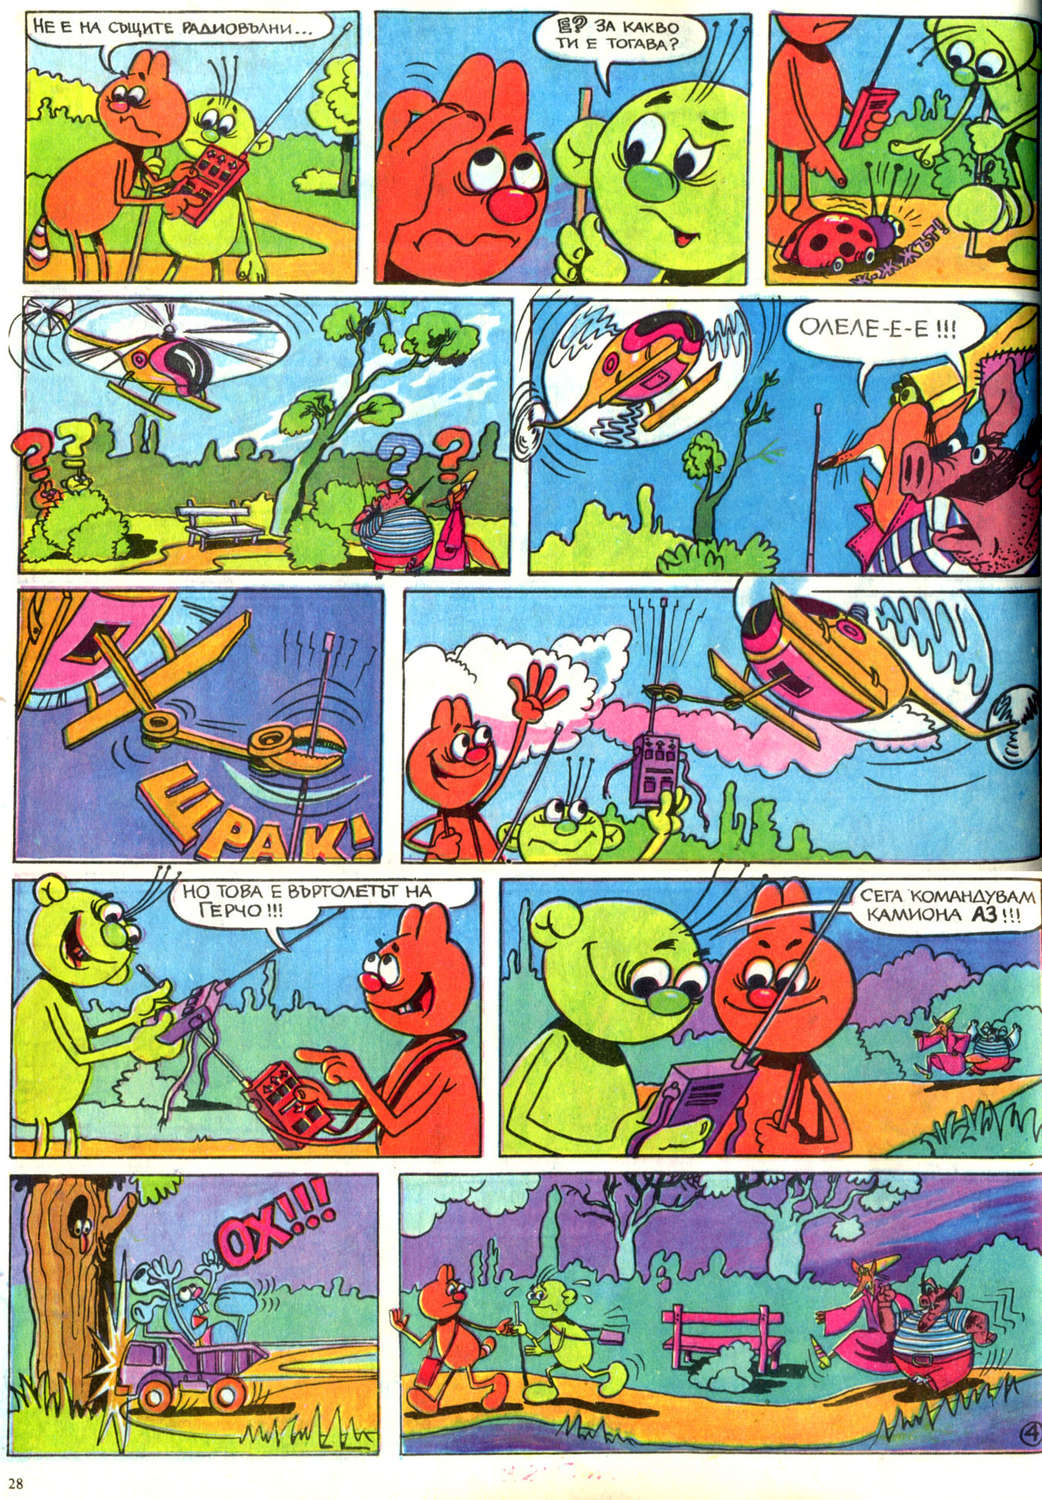 НЕ Е НА СЪЩИТЕ РАДИОВЪЛНИ...
Е? ЗА КАКВО
ТИ Е ТОГАВА?
? ? ? ?
ОЛЕЛЕ-Е-Е!!!
ЩРАК!
НО ТОВА Е ВЪРТОЛЕТЪТ НА
ГЕРЧО!!!
СЕГА КОМАНДУВАМ
КАМИОНА АЗ!!!
ОХ!!!
4
28